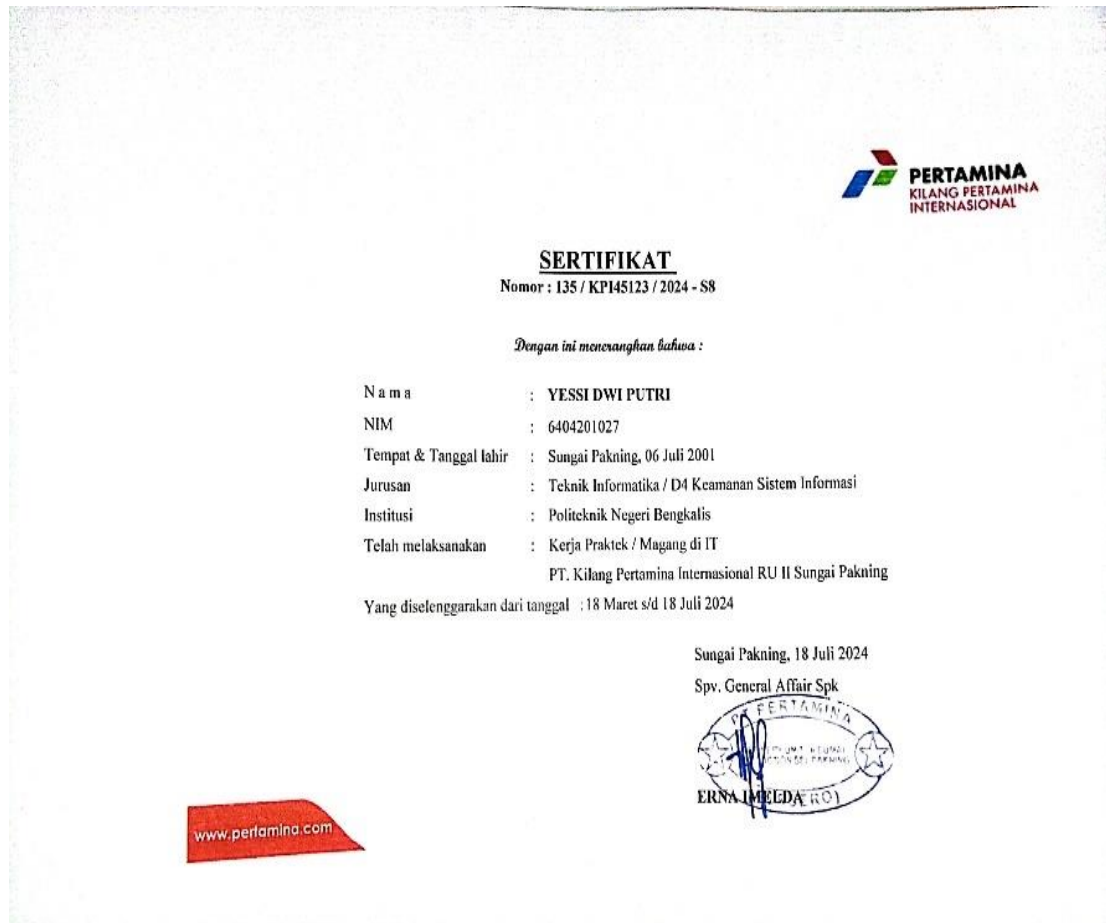 PERTAMINA
KILANG PERTAMINA
INTERNASIONAL
SERTIFIKAT
Nomor : 135 / KPI45123 / 2024 - S8
Dengan ini menerangkan bahwa :
N a m a : YESSI DWI PUTRI
NIM : 6404201027
Tempat & Tanggal lahir : Sungai Pakning, 06 Juli 2001
Jurusan : Teknik Informatika / D4 Keamanan Sistem Informasi
Institusi : Politeknik Negeri Bengkalis
Telah melaksanakan : Kerja Praktek / Magang di IT
PT. Kilang Pertamina Internasional RU II Sungai Pakning
Yang diselenggarakan dari tanggal : 18 Maret s/d 18 Juli 2024
Sungai Pakning, 18 Juli 2024
Spv. General Affair Spk
PT PERTAMINA
PAKNING
ERNA IMELDA
www.pertamina.com